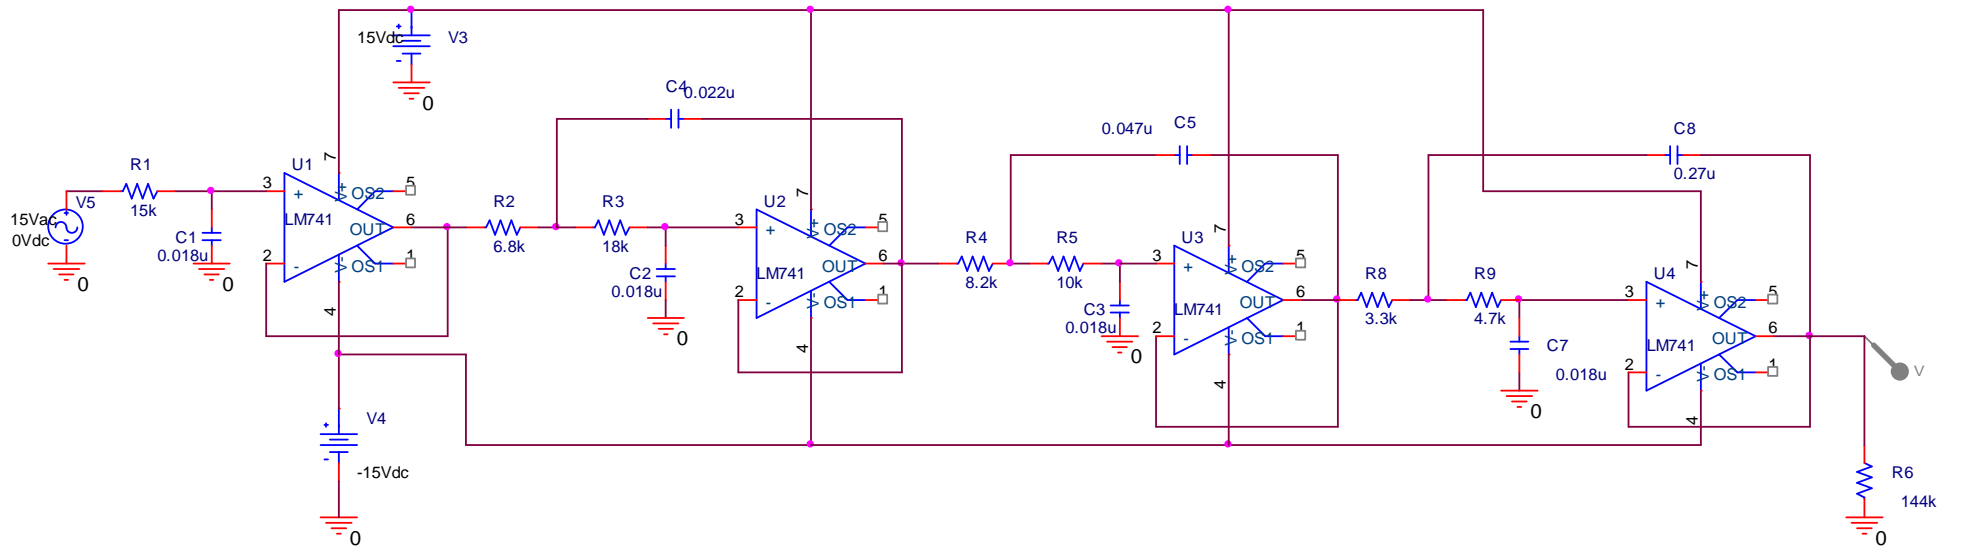 15Vdc
+
-
V3
0
C4
0.022u
0.047u
C5
C8
0.27u
R1
15k
V5
15Vac
0Vdc
+
-
0
C1
0.018u
0
U1
3
+
2
-
LM741
7
V+
4
V-
5
OS2
OUT
6
OS1
1
R2
6.8k
R3
18k
C2
0.018u
0
U2
3
+
2
-
LM741
7
V+
4
V-
5
OS2
OUT
6
OS1
1
R4
8.2k
R5
10k
C3
0.018u
0
U3
3
+
2
-
LM741
7
V+
4
V-
5
OS2
OUT
6
OS1
1
R8
3.3k
R9
4.7k
C7
0.018u
0
U4
3
+
2
-
LM741
7
V+
4
V-
5
OS2
OUT
6
OS1
1
V
V4
+
-
-15Vdc
0
R6
144k
0